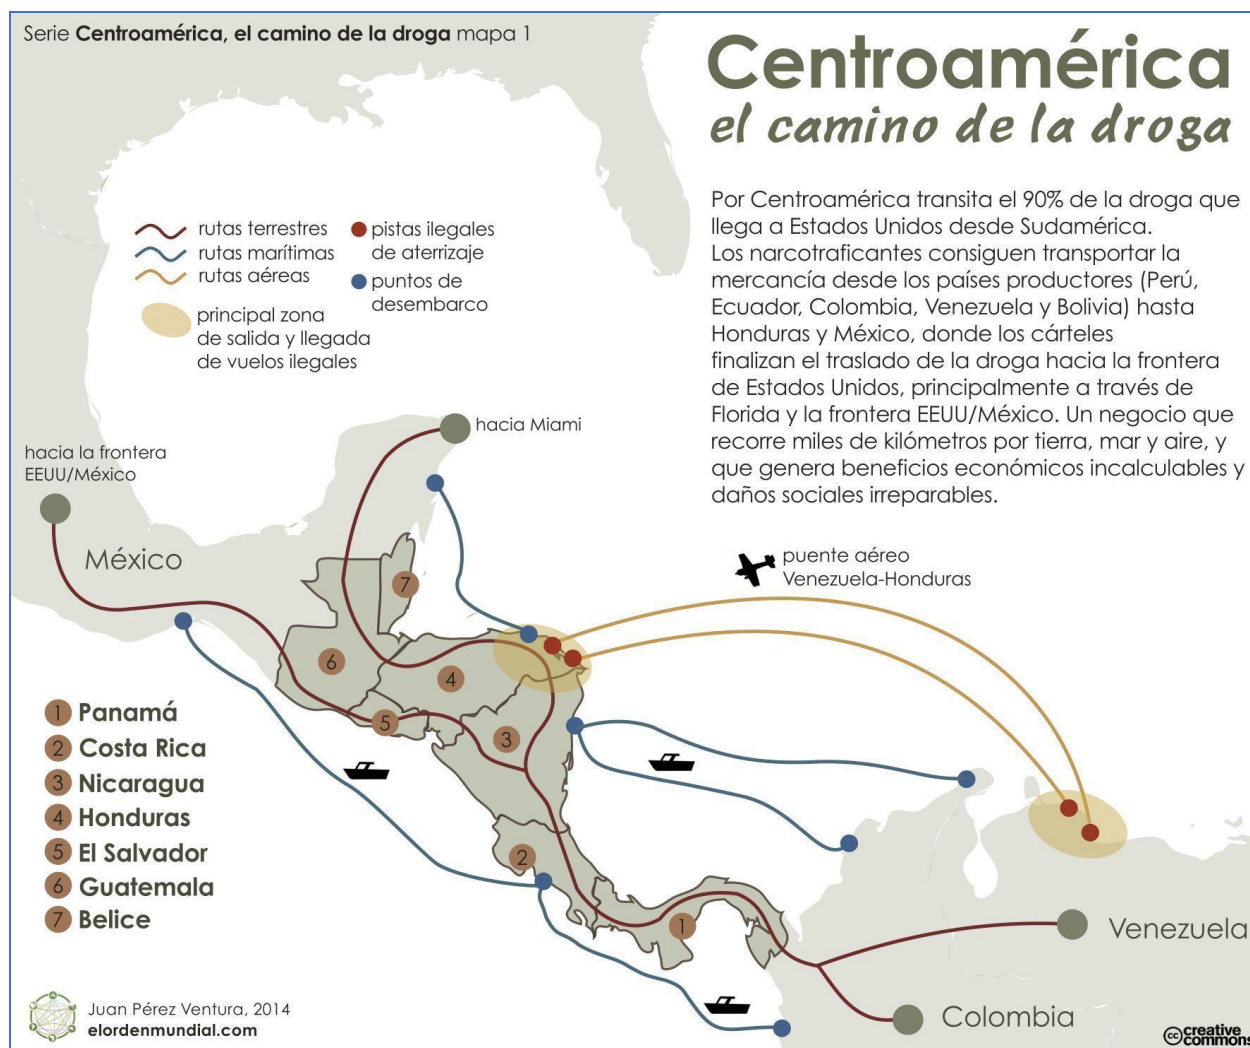 Serie Centroamérica, el camino de la droga mapa 1
Centroamérica
el camino de la droga
Por Centroamérica transita el 90% de la droga que
llega a Estados Unidos desde Sudamérica.
Los narcotraficantes consiguen transportar la
mercancía desde los países productores (Perú,
Ecuador, Colombia, Venezuela y Bolivia) hasta
Honduras y México, donde los cárteles
finalizan el traslado de la droga hacia la frontera
de Estados Unidos, principalmente a través de
Florida y la frontera EEUU/México. Un negocio que
recorre miles de kilómetros por tierra, mar y aire, y
que genera beneficios económicos incalculables y
daños sociales irreparables.
rutas terrestres
rutas marítimas
rutas aéreas
principal zona
de salida y llegada
de vuelos ilegales
pistas ilegales
de aterrizaje
puntos de
desembarco
hacia Miami
hacia la frontera
EEUU/México
México
puente aéreo
Venezuela-Honduras
7
6
4
5
3
2
1
1 Panamá
2 Costa Rica
3 Nicaragua
4 Honduras
5 El Salvador
6 Guatemala
7 Belice
Venezuela
Colombia
Juan Pérez Ventura, 2014
elordenmundial.com
cc creative
commons